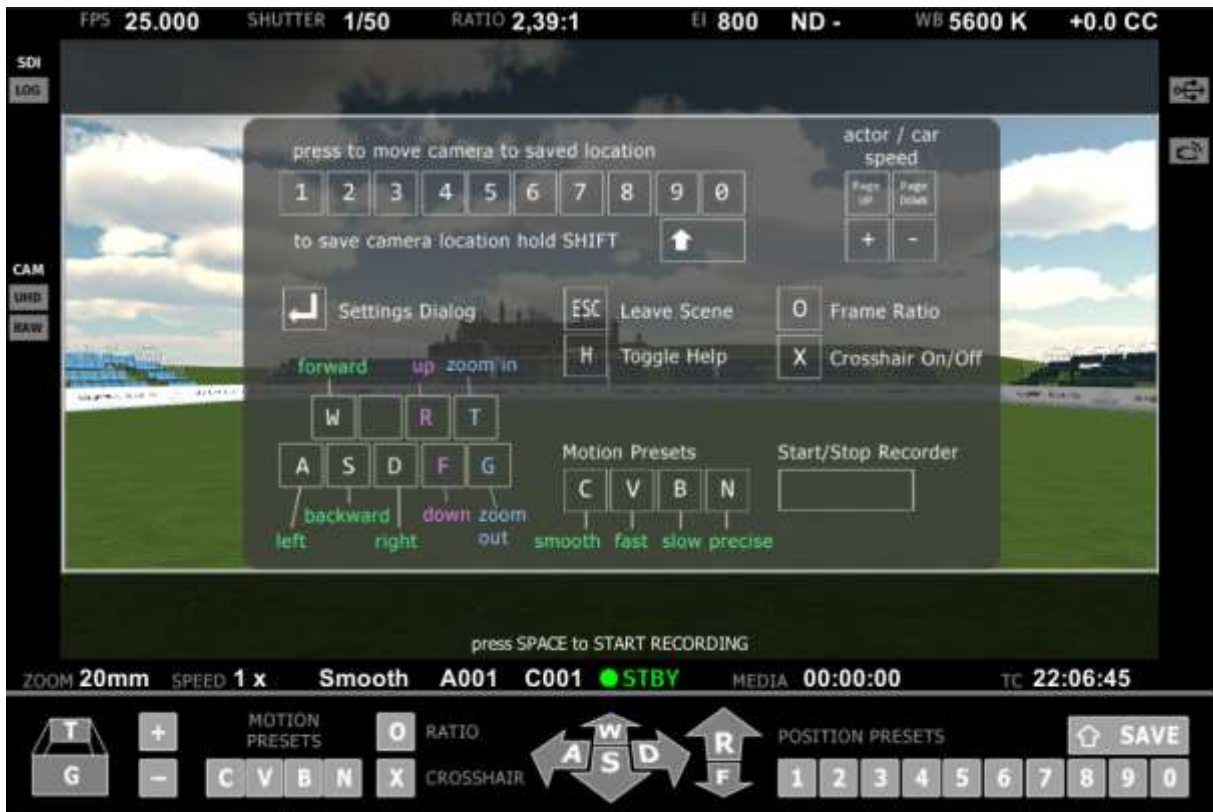 FPS 25.000 SHUTTER 1/50 RATIO 2,39:1 EI 800 ND - WB 5600 K +0.0 CC
SDI
LOG
CAM
UHD
RAW
press to move camera to saved location
1 2 3 4 5 6 7 8 9 0
to save camera location hold SHIFT
actor / car
speed
Page UP Page DOWN
+ -
Settings Dialog ESC Leave Scene O Frame Ratio
H Toggle Help X Crosshair On/Off
forward up zoom in
W R T
A S D F G
backward down zoom
left right out
Motion Presets
C V B N
smooth fast slow precise
Start/Stop Recorder
press SPACE to START RECORDING
ZOOM 20mm SPEED 1 x Smooth A001 C001 STBY MEDIA 00:00:00 TC 22:06:45
T + MOTION PRESETS O RATIO W R POSITION PRESETS SAVE
G − C V B N X CROSSHAIR A S D F 1 2 3 4 5 6 7 8 9 0